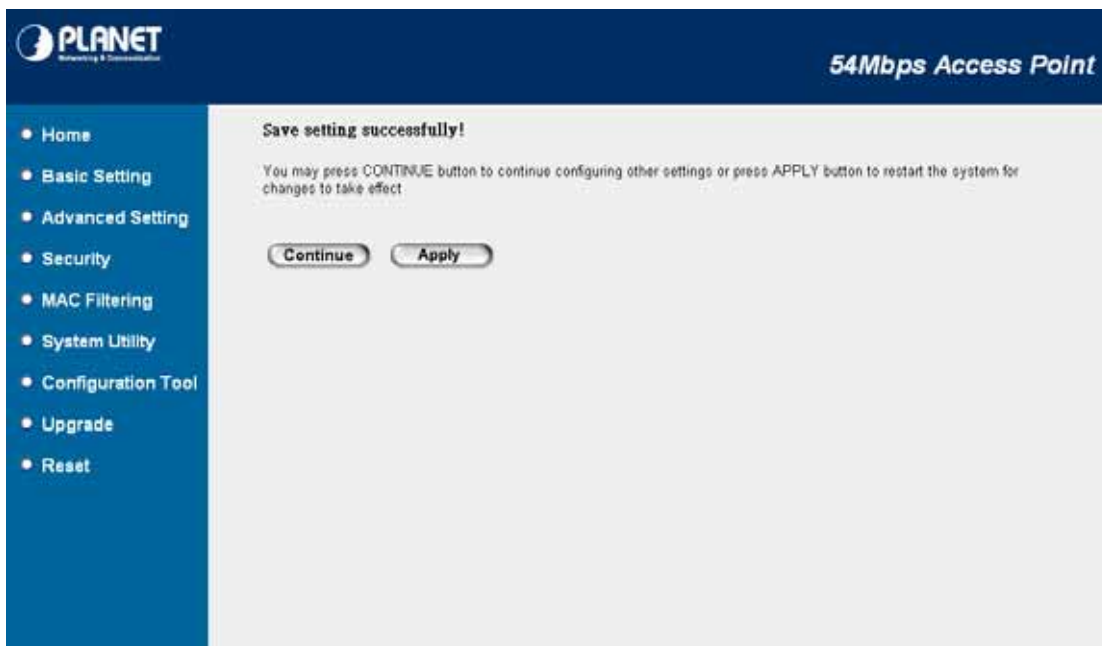 PLANET
Networking & Communication
54Mbps Access Point
Home
Basic Setting
Advanced Setting
Security
MAC Filtering
System Utility
Configuration Tool
Upgrade
Reset
Save setting successfully!
You may press CONTINUE button to continue configuring other settings or press APPLY button to restart the system for
changes to take effect
Continue
Apply